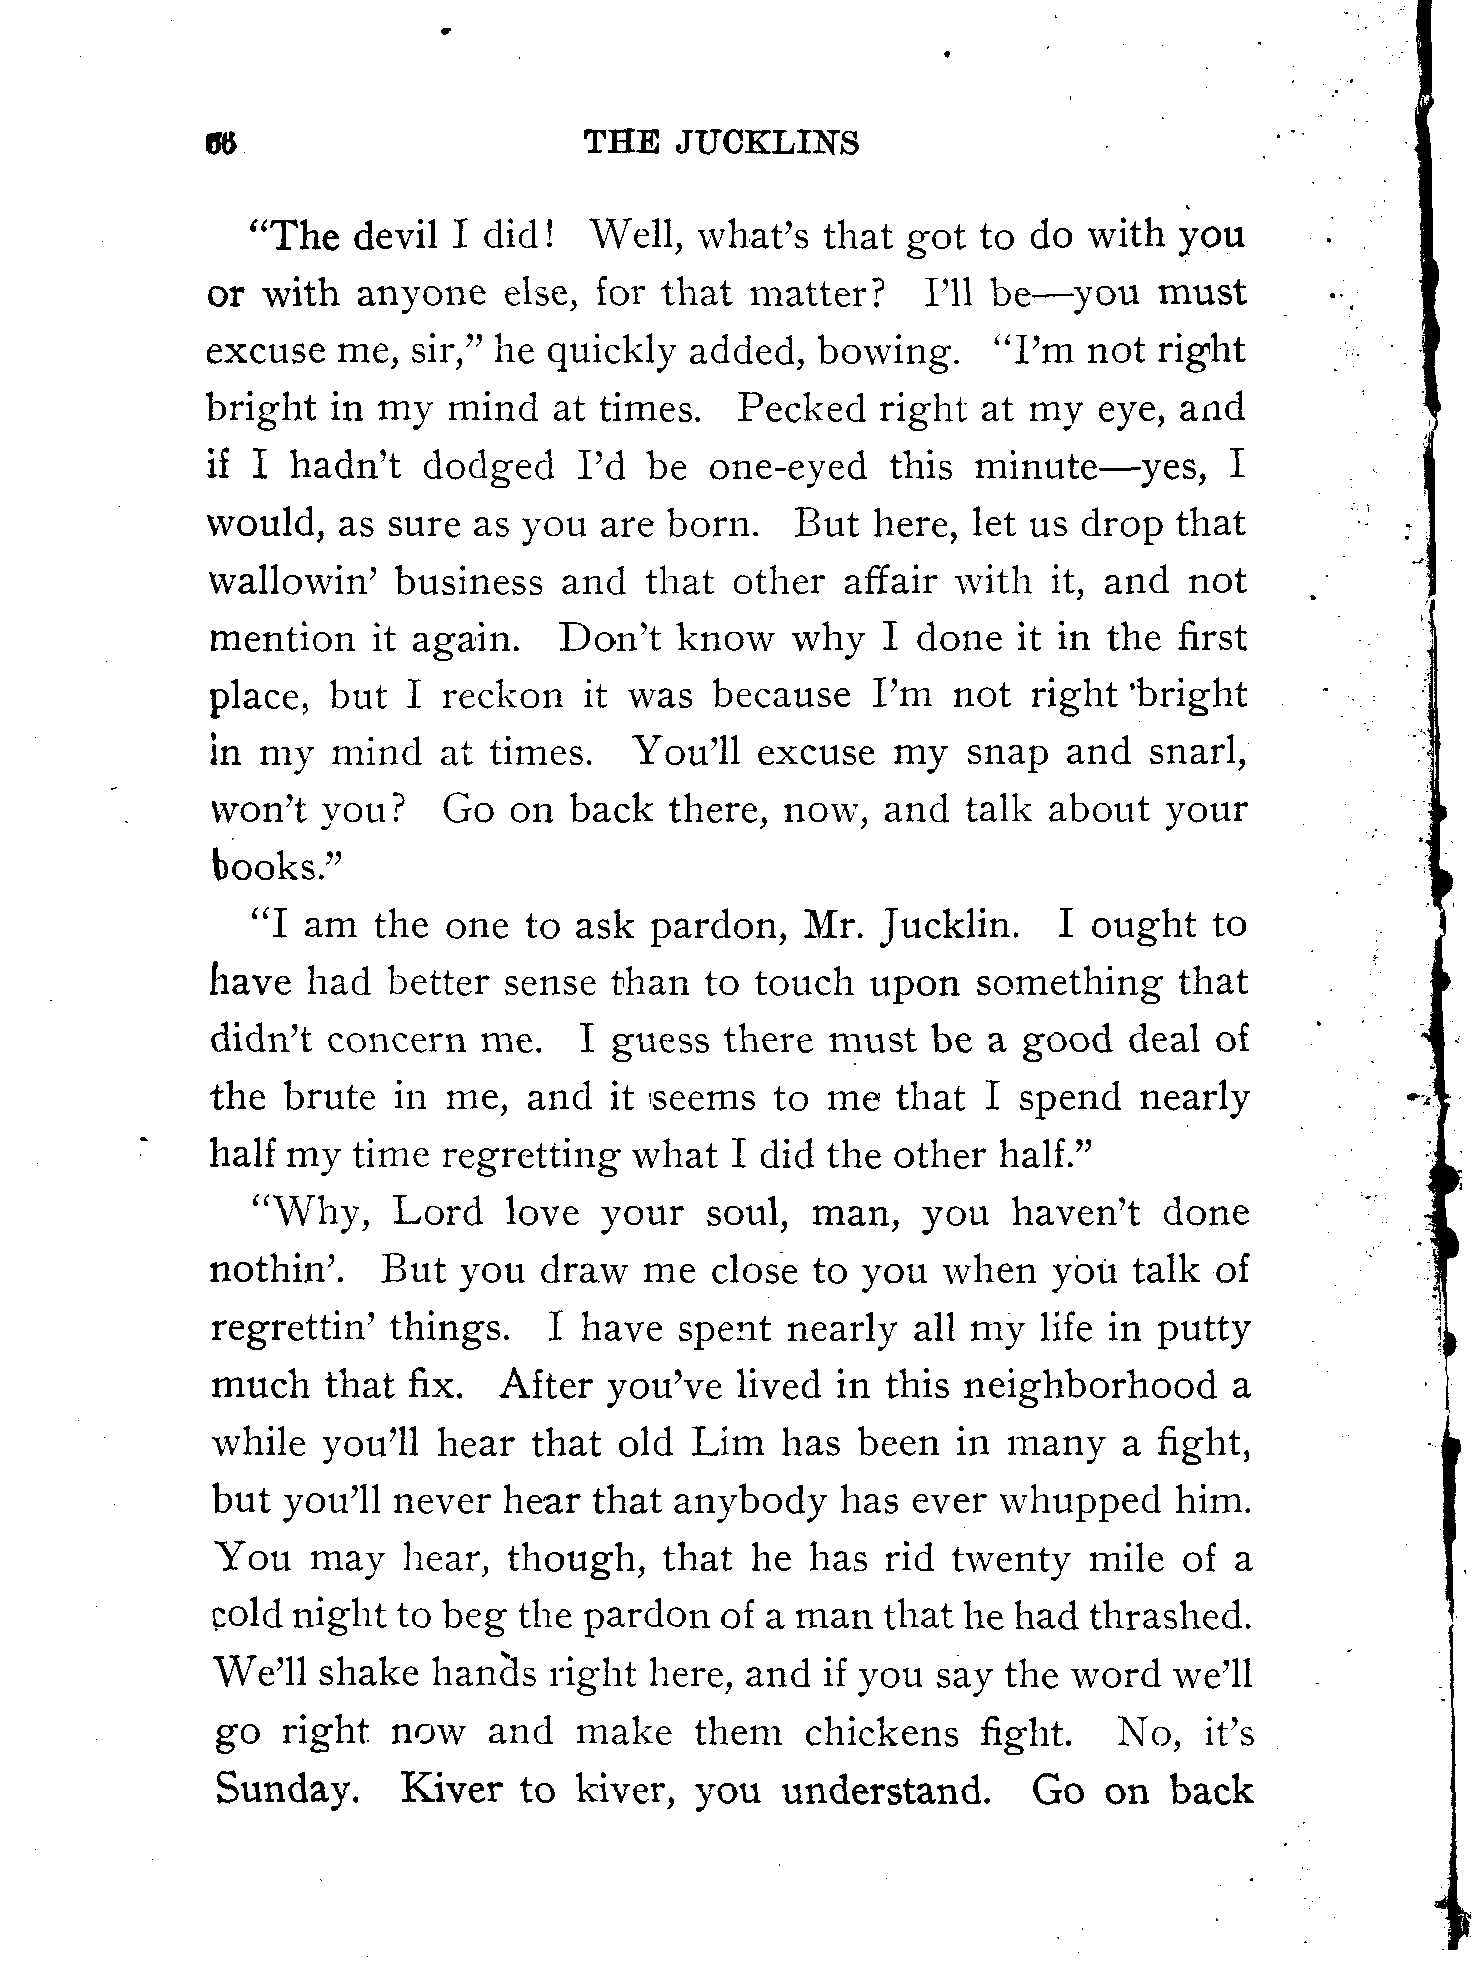 THE JUCKLINS
“The devil I did! Well, what’s that got to do with you
or with anyone else, for that matter? I’ll be—you must
excuse me, sir,” he quickly added, bowing. “I’m not right
bright in my mind at times. Pecked right at my eye, and
if I hadn’t dodged I’d be one-eyed this minute—yes, I
would, as sure as you are born. But here, let us drop that
wallowin’ business and that other affair with it, and not
mention it again. Don’t know why I done it in the first
place, but I reckon it was because I’m not right bright
in my mind at times. You’ll excuse my snap and snarl,
won’t you? Go on back there, now, and talk about your
books.”
“I am the one to ask pardon, Mr. Jucklin. I ought to
have had better sense than to touch upon something that
didn’t concern me. I guess there must be a good deal of
the brute in me, and it seems to me that I spend nearly
half my time regretting what I did the other half.”
“Why, Lord love your soul, man, you haven’t done
nothin’. But you draw me close to you when you talk of
regrettin’ things. I have spent nearly all my life in putty
much that fix. After you’ve lived in this neighborhood a
while you’ll hear that old Lim has been in many a fight,
but you’ll never hear that anybody has ever whupped him.
You may hear, though, that he has rid twenty mile of a
cold night to beg the pardon of a man that he had thrashed.
We’ll shake hands right here, and if you say the word we’ll
go right now and make them chickens fight. No, it’s
Sunday. Kiver to kiver, you understand. Go on back